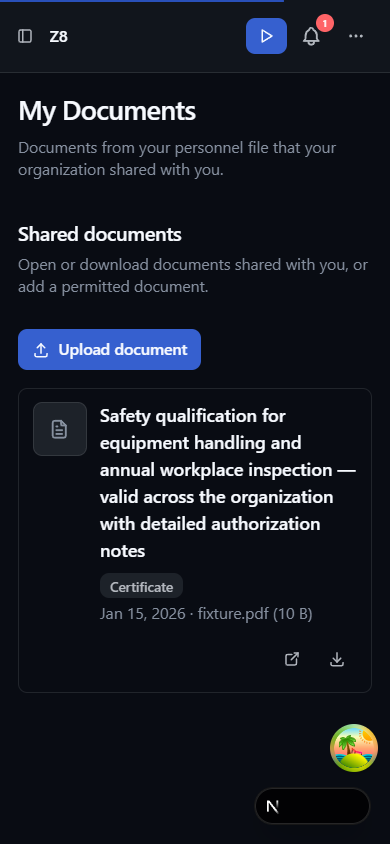 Z8
1
My Documents
Documents from your personnel file that your
organization shared with you.
Shared documents
Open or download documents shared with you, or
add a permitted document.
Upload document
Safety qualification for
equipment handling and
annual workplace inspection —
valid across the organization
with detailed authorization
notes
Certificate
Jan 15, 2026 · fixture.pdf (10 B)
N